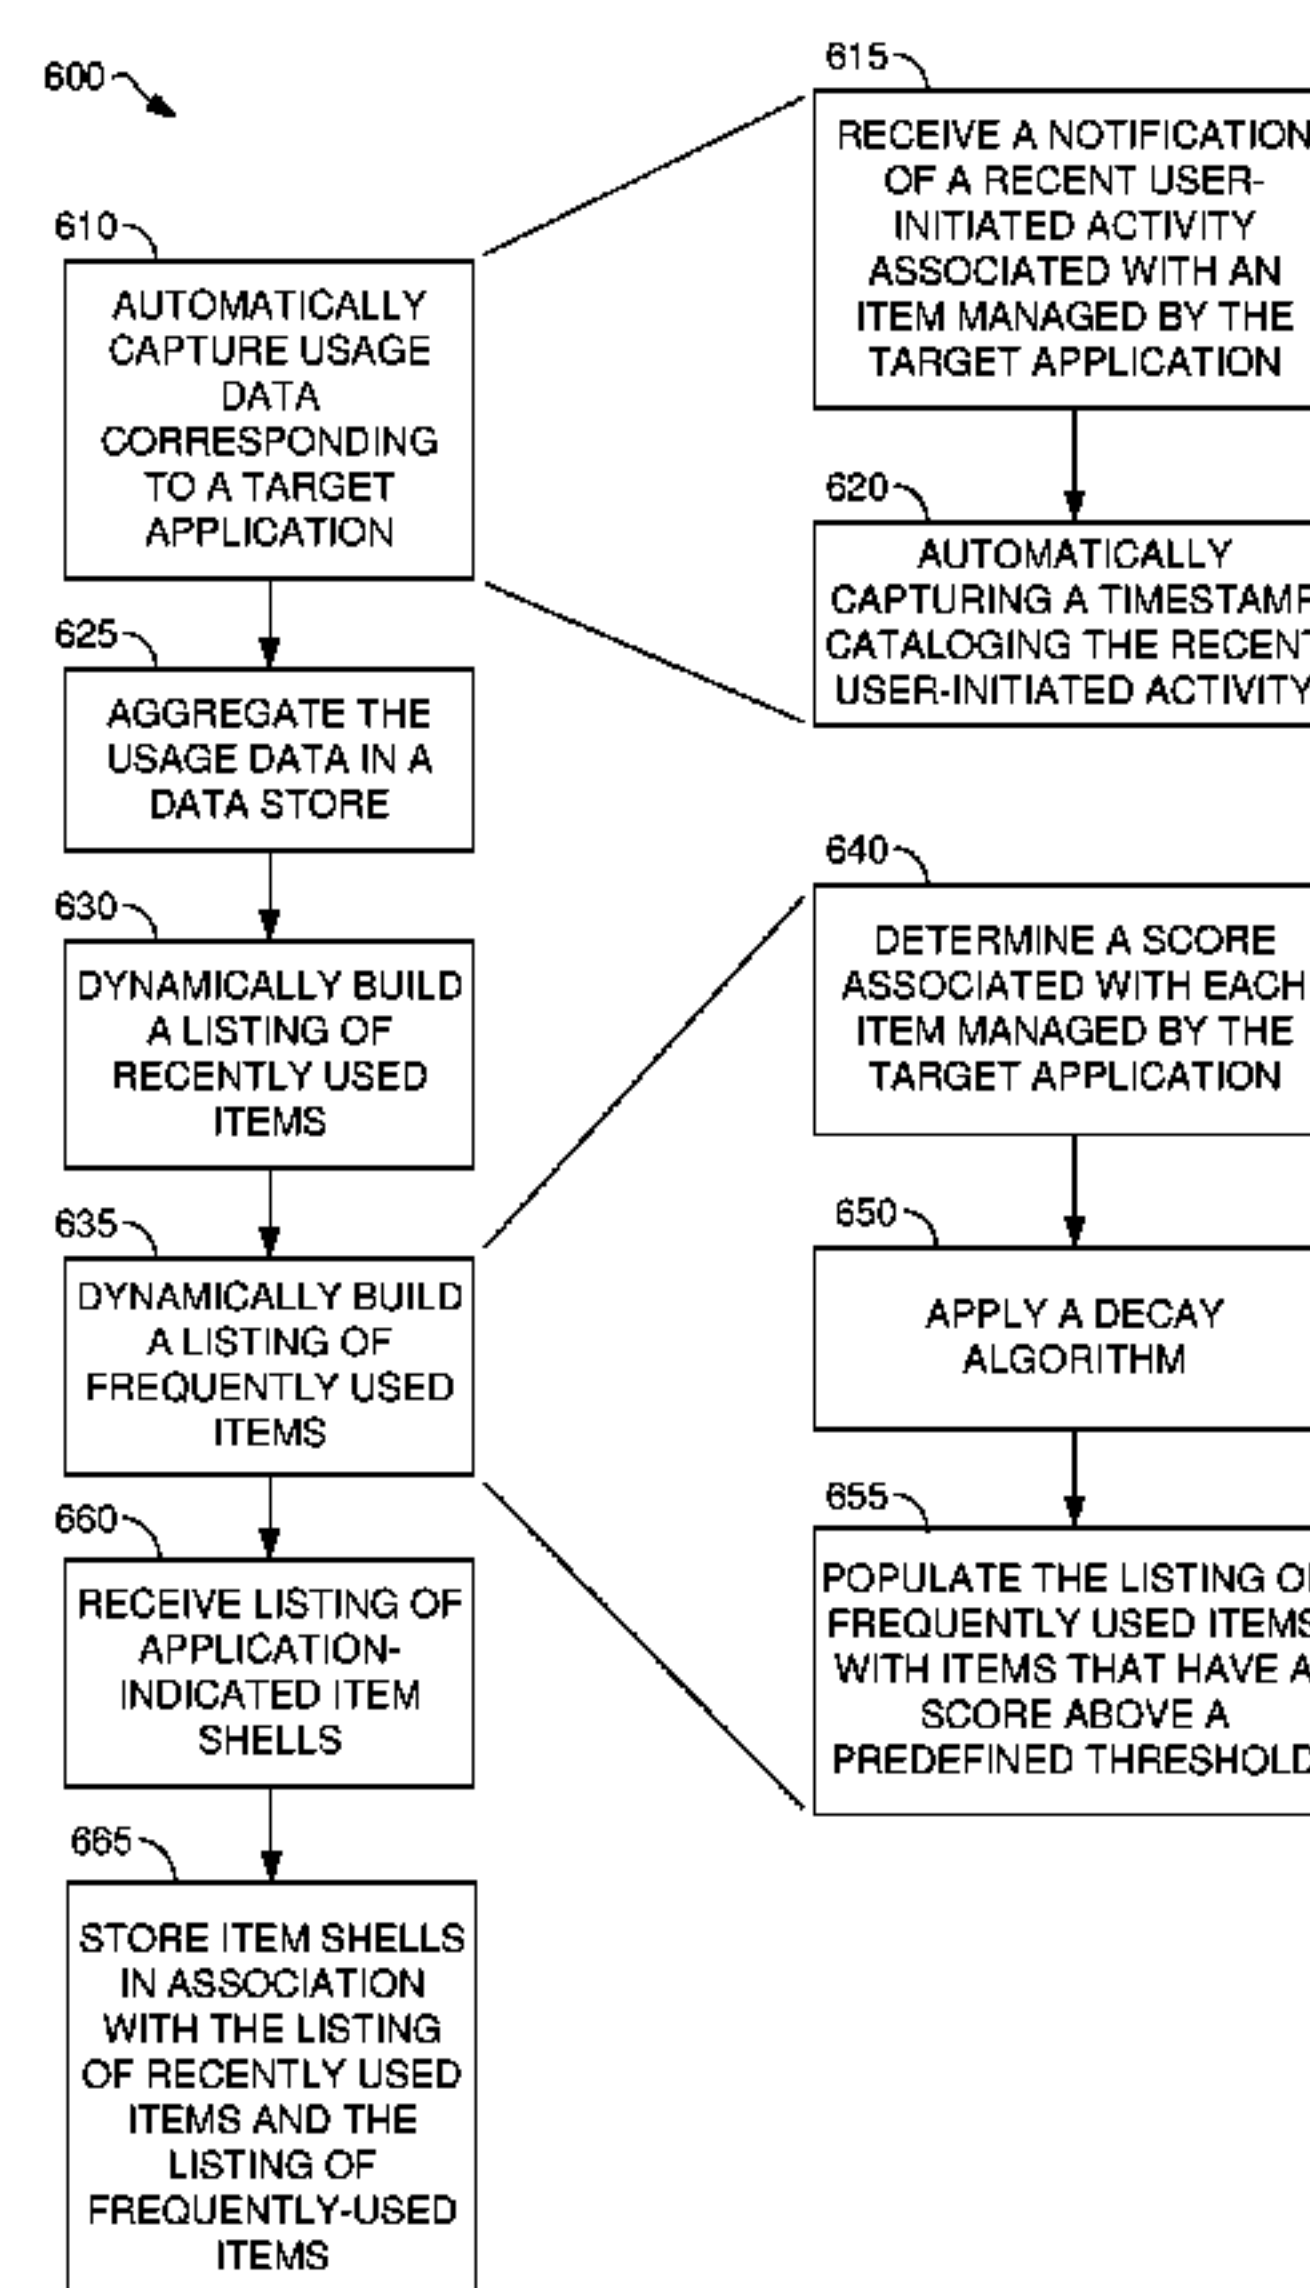 600
610
AUTOMATICALLY
CAPTURE USAGE
DATA
CORRESPONDING
TO A TARGET
APPLICATION
625
AGGREGATE THE
USAGE DATA IN A
DATA STORE
630
DYNAMICALLY BUILD
A LISTING OF
RECENTLY USED
ITEMS
635
DYNAMICALLY BUILD
A LISTING OF
FREQUENTLY USED
ITEMS
660
RECEIVE LISTING OF
APPLICATION-
INDICATED ITEM
SHELLS
665
STORE ITEM SHELLS
IN ASSOCIATION
WITH THE LISTING
OF RECENTLY USED
ITEMS AND THE
LISTING OF
FREQUENTLY-USED
ITEMS
615
RECEIVE A NOTIFICATION
OF A RECENT USER-
INITIATED ACTIVITY
ASSOCIATED WITH AN
ITEM MANAGED BY THE
TARGET APPLICATION
620
AUTOMATICALLY
CAPTURING A TIMESTAMP
CATALOGING THE RECENT
USER-INITIATED ACTIVITY
640
DETERMINE A SCORE
ASSOCIATED WITH EACH
ITEM MANAGED BY THE
TARGET APPLICATION
650
APPLY A DECAY
ALGORITHM
655
POPULATE THE LISTING OF
FREQUENTLY USED ITEMS
WITH ITEMS THAT HAVE A
SCORE ABOVE A
PREDEFINED THRESHOLD